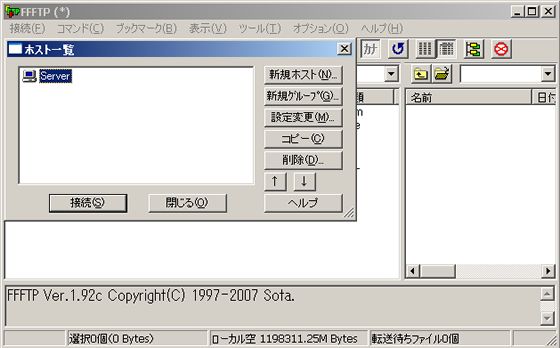 FFFTP (*)
接続(F) コマンド(C) ブックマーク(B) 表示(V) ツール(T) オプション(O) ヘルプ(H)
ホスト一覧
カナ
Server
新規ホスト(N)...
新規グループ(G)...
設定変更(M)...
コピー(C)
削除(D)...
↑ ↓
接続(S) 閉じる(O) ヘルプ
名前 日付
FFFTP Ver.1.92c Copyright(C) 1997-2007 Sota.
選択0個(0 Bytes) ローカル空 1198311.25M Bytes 転送待ちファイル0個